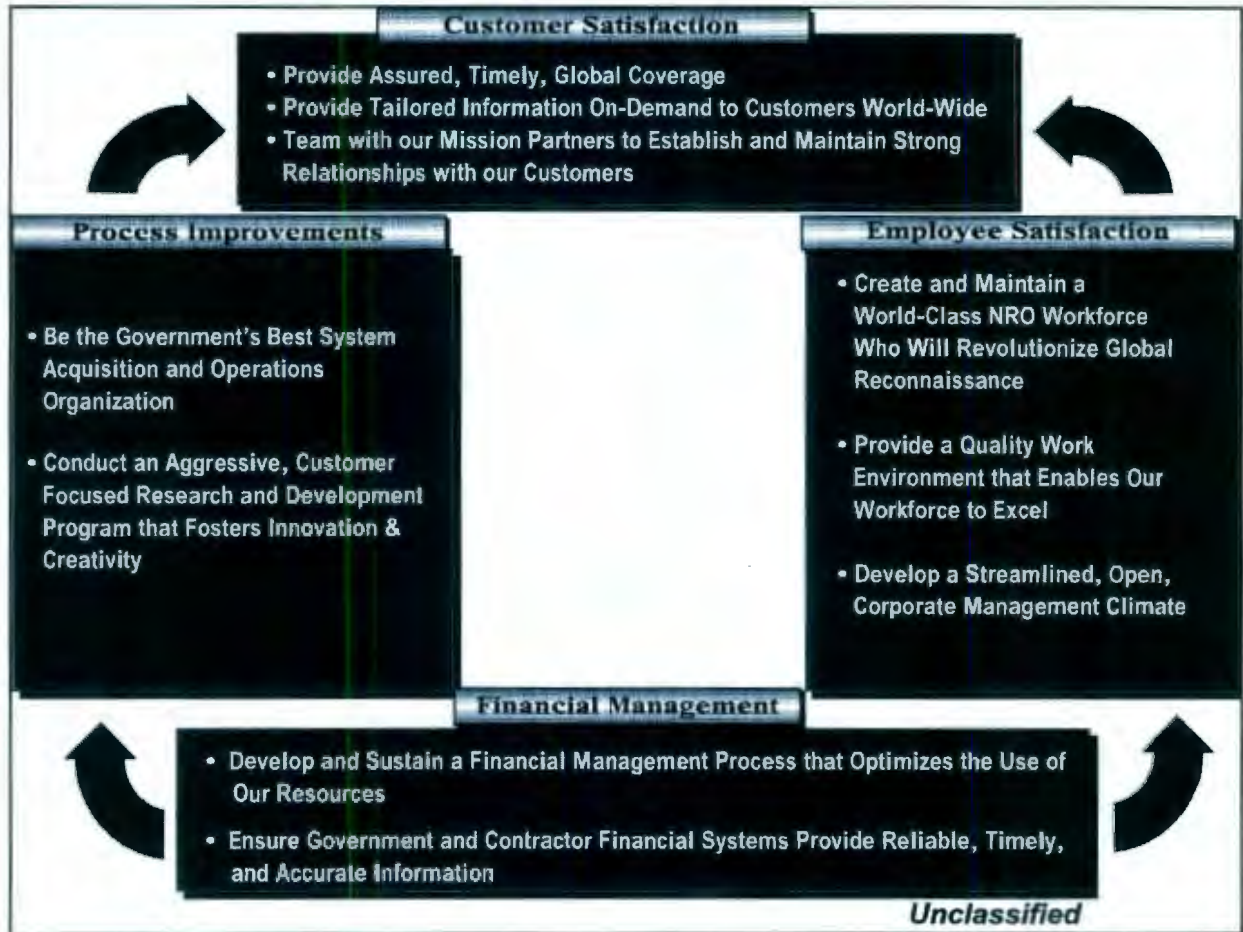 Customer Satisfaction
• Provide Assured, Timely, Global Coverage
• Provide Tailored Information On-Demand to Customers World-Wide
• Team with our Mission Partners to Establish and Maintain Strong
Relationships with our Customers
Process Improvements
• Be the Government's Best System
Acquisition and Operations
Organization
• Conduct an Aggressive, Customer
Focused Research and Development
Program that Fosters Innovation &
Creativity
Employee Satisfaction
• Create and Maintain a
World-Class NRO Workforce
Who Will Revolutionize Global
Reconnaissance
• Provide a Quality Work
Environment that Enables Our
Workforce to Excel
• Develop a Streamlined, Open,
Corporate Management Climate
Financial Management
• Develop and Sustain a Financial Management Process that Optimizes the Use of
Our Resources
• Ensure Government and Contractor Financial Systems Provide Reliable, Timely,
and Accurate Information
Unclassified